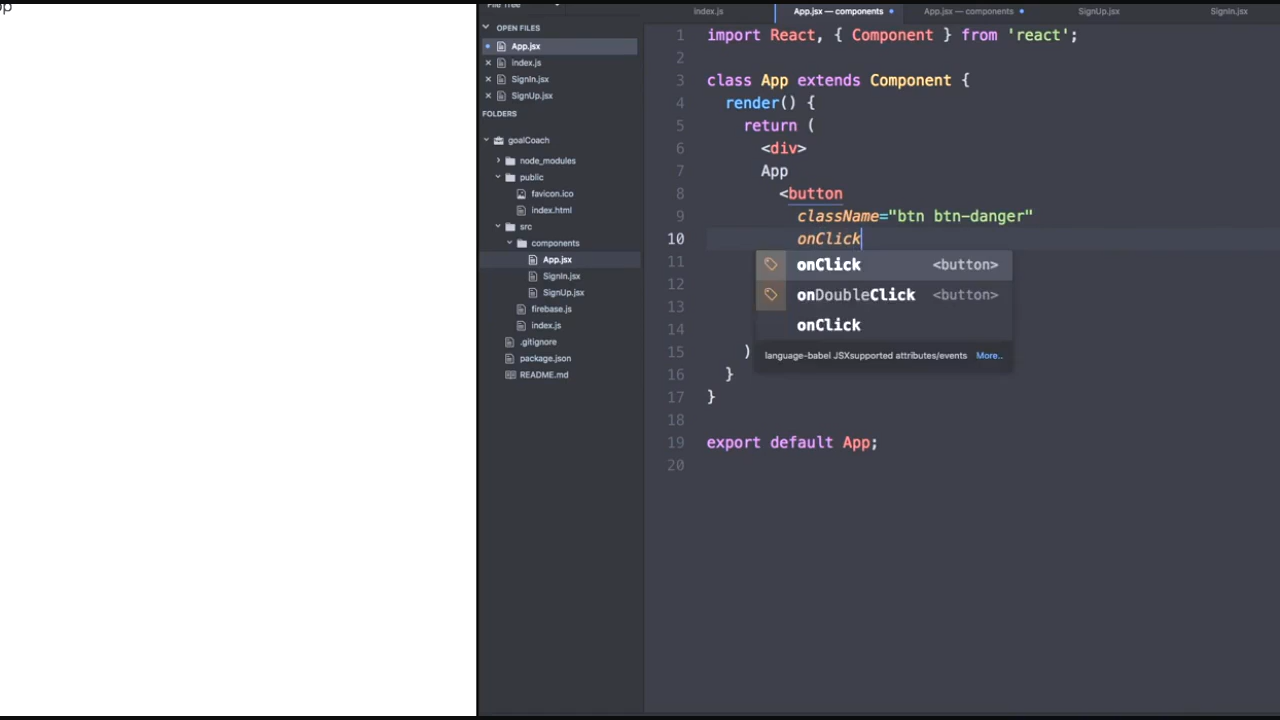 File Tree
OPEN FILES
App.jsx
index.js
SignIn.jsx
SignUp.jsx
FOLDERS
goalCoach
node_modules
public
favicon.ico
index.html
src
components
App.jsx
SignIn.jsx
SignUp.jsx
firebase.js
index.js
.gitignore
package.json
README.md
index.js
App.jsx — components
App.jsx — components
SignUp.jsx
SignIn.jsx
1 import React, { Component } from 'react';
2
3 class App extends Component {
4 render() {
5 return (
6 <div>
7 App
8 <button
9 className="btn btn-danger"
10 onClick
11
12
13
14
15 )
16 }
17 }
18
19 export default App;
20
onClick <button>
onDoubleClick <button>
onClick
language-babel JSXsupported attributes/events More..